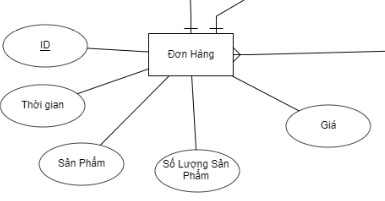 ID
Đơn Hàng
Thời gian
Giá
Sản Phẩm
Số Lượng Sản
Phẩm